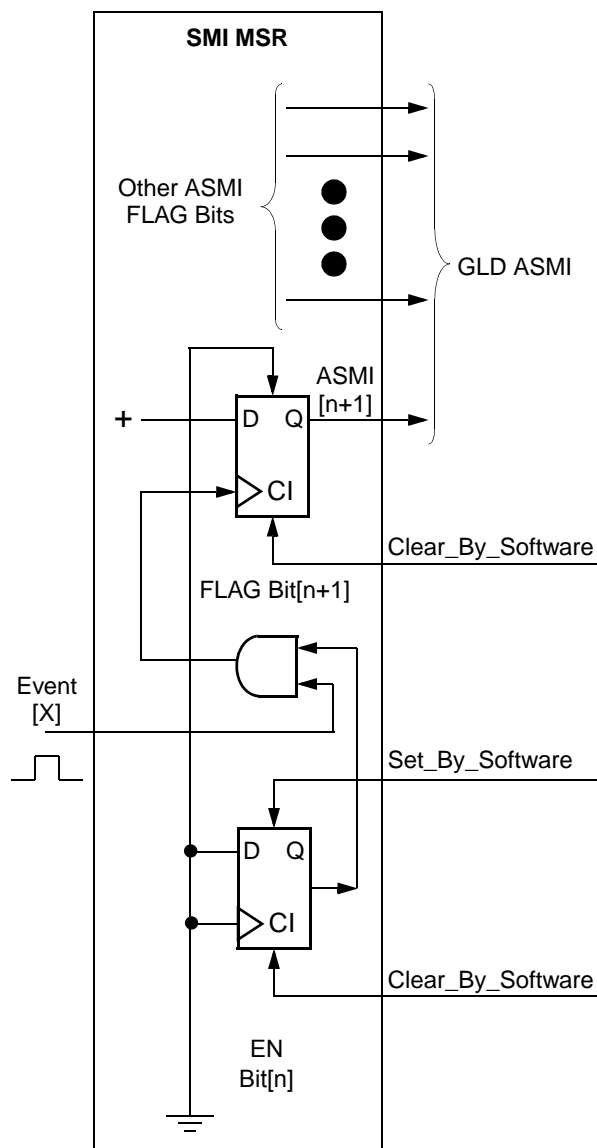 SMI MSR
Other ASMI
FLAG Bits
GLD ASMI
ASMI
[n+1]
+
D
Q
CI
Clear_By_Software
FLAG Bit[n+1]
Event
[X]
Set_By_Software
D
Q
CI
Clear_By_Software
EN
Bit[n]